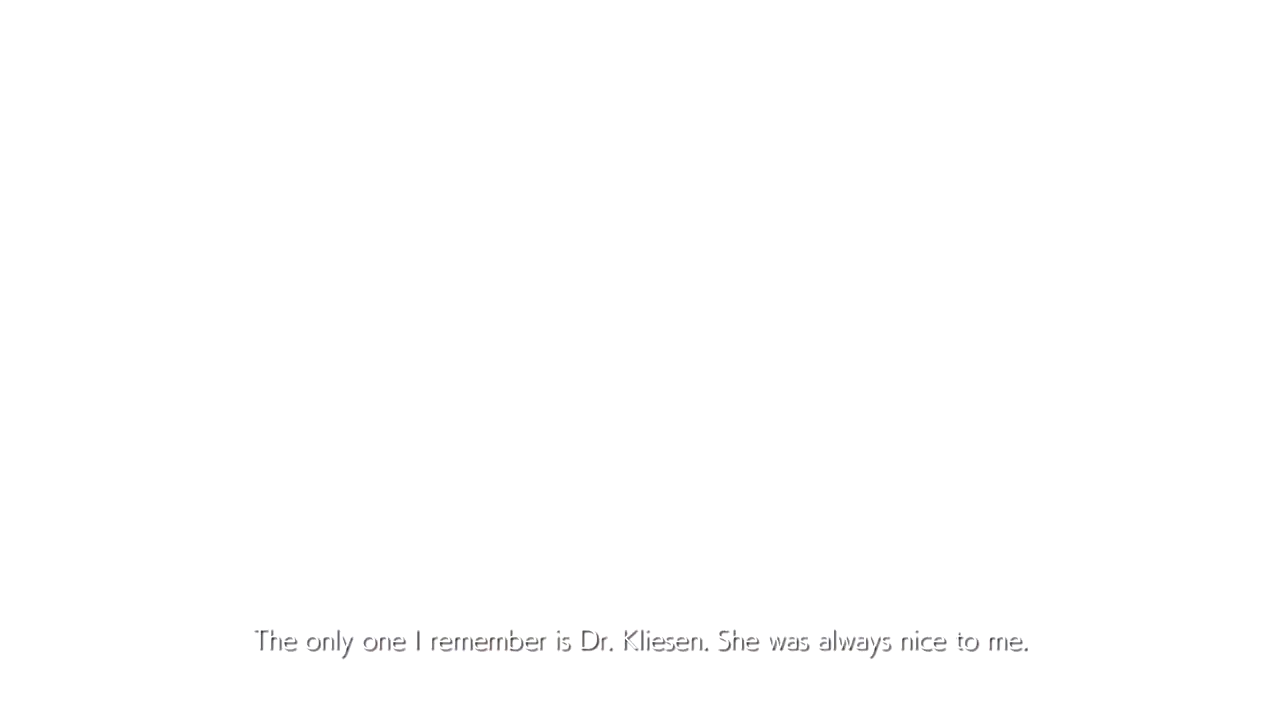 The only one I remember is Dr. Kliesen. She was always nice to me.